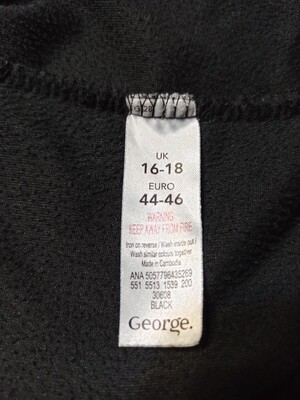 UK
16-18
EURO
44-46
WARNING
KEEP AWAY FROM FIRE
Iron on reverse / Wash inside out /
Wash similar colours together
Made in Cambodia
ANA 5057796435269
551 5513 1539 200
30608
BLACK
George.